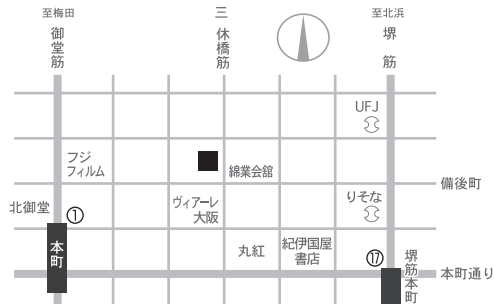 至梅田
御堂筋
三休橋筋
至北浜
堺筋
UFJ
フジ
フィルム
綿業会舘
備後町
北御堂
①
ヴィアーレ
大阪
りそな
本町
丸紅
紀伊国屋
書店
⑰
堺筋本町
本町通り